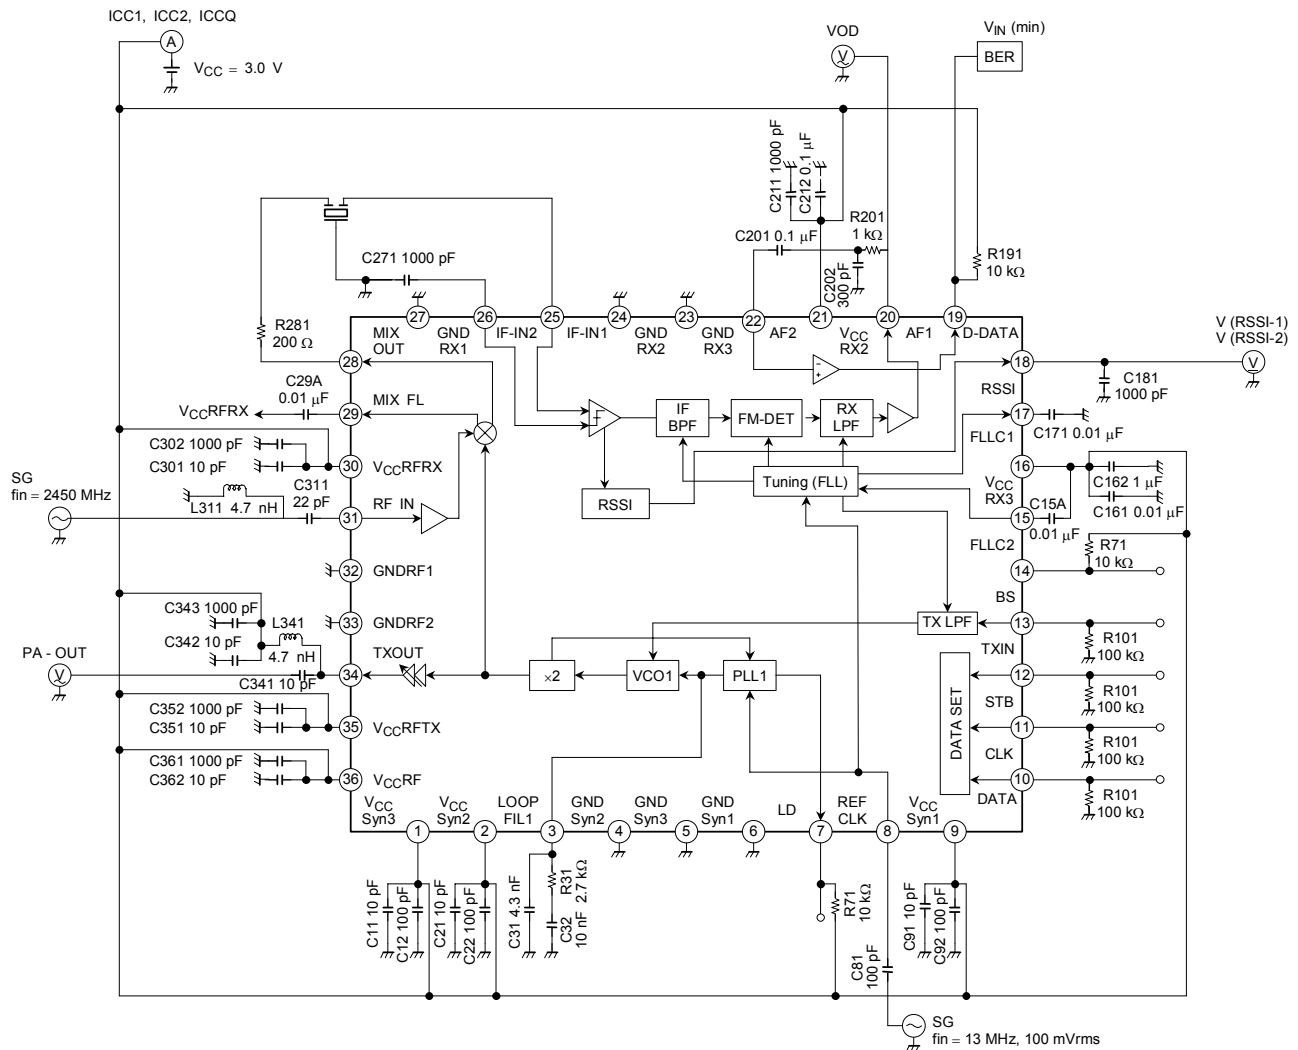 ICC1, ICC2, ICCQ
A
VCC = 3.0 V
VOD
V
VIN (min)
BER
C211 1000 pF
C212 0.1 μF
R201
1 kΩ
C201 0.1 μF
C202
300 pF
R191
10 kΩ
C271 1000 pF
R281
200 Ω
27
26
25
24
23
22
21
20
19
MIX
OUT
GND
RX1
IF-IN2
IF-IN1
GND
RX2
GND
RX3
AF2
VCC
RX2
AF1
D-DATA
28
18
V (RSSI-1)
V (RSSI-2)
V
RSSI
C181
1000 pF
C29A
0.01 μF
VCCRFRX
29
MIX FL
IF
BPF
FM-DET
RX
LPF
- +
17
C171 0.01 μF
FLLC1
C302 1000 pF
C301 10 pF
30
VCCRFRX
16
VCC
RX3
C162 1 μF
C161 0.01 μF
SG
fin = 2450 MHz
L311 4.7 nH
C311
22 pF
31
RF IN
RSSI
Tuning (FLL)
15
C15A
0.01 μF
FLLC2
R71
10 kΩ
32
GNDRF1
14
BS
C343 1000 pF
C342 10 pF
L341
4.7 nH
33
GNDRF2
TX LPF
13
TXIN
R101
100 kΩ
PA - OUT
V
C341 10 pF
34
TXOUT
×2
VCO1
PLL1
12
STB
R101
100 kΩ
C352 1000 pF
C351 10 pF
35
VCCRFTX
DATA SET
11
CLK
R101
100 kΩ
C361 1000 pF
C362 10 pF
36
VCCRF
10
DATA
R101
100 kΩ
VCC
Syn3
VCC
Syn2
LOOP
FIL1
GND
Syn2
GND
Syn3
GND
Syn1
LD
REF
CLK
VCC
Syn1
1
2
3
4
5
6
7
8
9
C11 10 pF
C12 100 pF
C21 10 pF
C22 100 pF
C31 4.3 nF
R31
2.7 kΩ
C32
10 nF
R71
10 kΩ
C81
100 pF
C91 10 pF
C92 100 pF
SG
fin = 13 MHz, 100 mVrms